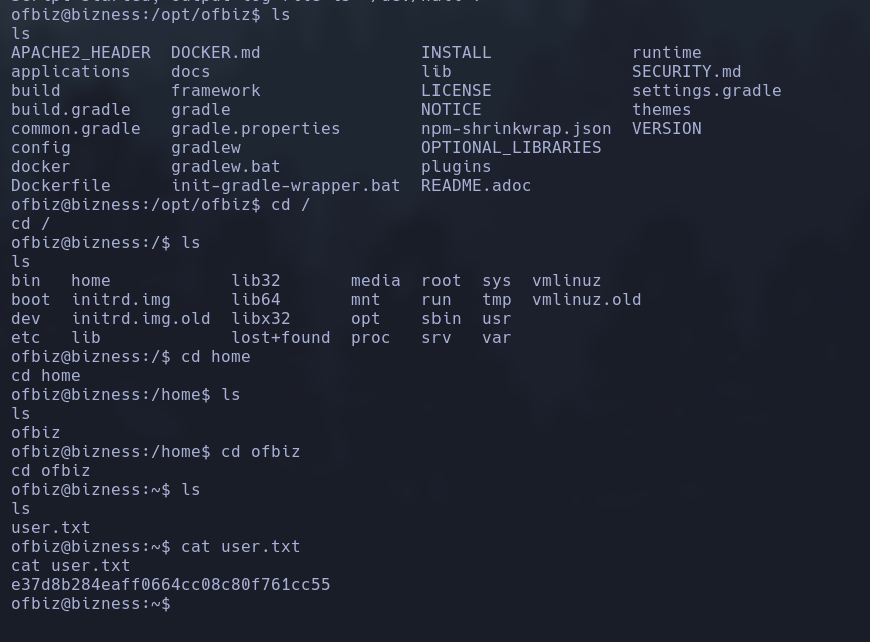 ofbiz@bizness:/opt/ofbiz$ ls
ls
APACHE2_HEADER  DOCKER.md                INSTALL              runtime
applications    docs                     lib                  SECURITY.md
build           framework                LICENSE              settings.gradle
build.gradle    gradle                   NOTICE               themes
common.gradle   gradle.properties        npm-shrinkwrap.json  VERSION
config          gradlew                  OPTIONAL_LIBRARIES
docker          gradlew.bat              plugins
Dockerfile      init-gradle-wrapper.bat  README.adoc
ofbiz@bizness:/opt/ofbiz$ cd /
cd /
ofbiz@bizness:/$ ls
ls
bin   home            lib32       media  root  sys  vmlinuz
boot  initrd.img      lib64       mnt    run   tmp  vmlinuz.old
dev   initrd.img.old  libx32      opt    sbin  usr
etc   lib             lost+found  proc   srv   var
ofbiz@bizness:/$ cd home
cd home
ofbiz@bizness:/home$ ls
ls
ofbiz
ofbiz@bizness:/home$ cd ofbiz
cd ofbiz
ofbiz@bizness:~$ ls
ls
user.txt
ofbiz@bizness:~$ cat user.txt
cat user.txt
e37d8b284eaff0664cc08c80f761cc55
ofbiz@bizness:~$